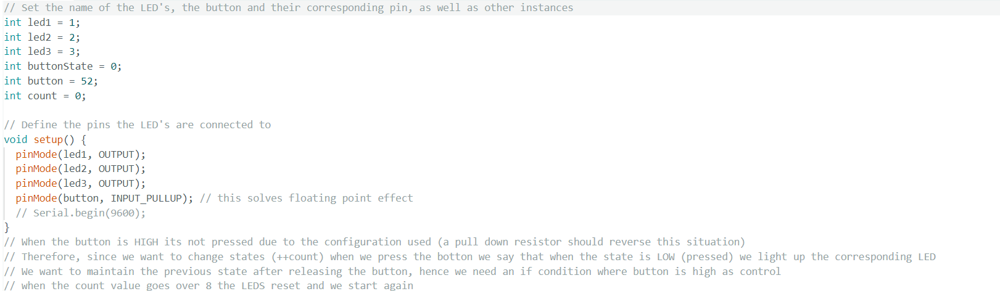 // Set the name of the LED's, the button and their corresponding pin, as well as other instances
int led1 = 1;
int led2 = 2;
int led3 = 3;
int buttonState = 0;
int button = 52;
int count = 0;
// Define the pins the LED's are connected to
void setup() {
pinMode(led1, OUTPUT);
pinMode(led2, OUTPUT);
pinMode(led3, OUTPUT);
pinMode(button, INPUT_PULLUP); // this solves floating point effect
// Serial.begin(9600);
}
// When the button is HIGH its not pressed due to the configuration used (a pull down resistor should reverse this situation)
// Therefore, since we want to change states (++count) when we press the botton we say that when the state is LOW (pressed) we light up the corresponding LED
// We want to maintain the previous state after releasing the button, hence we need an if condition where button is high as control
// when the count value goes over 8 the LEDS reset and we start again